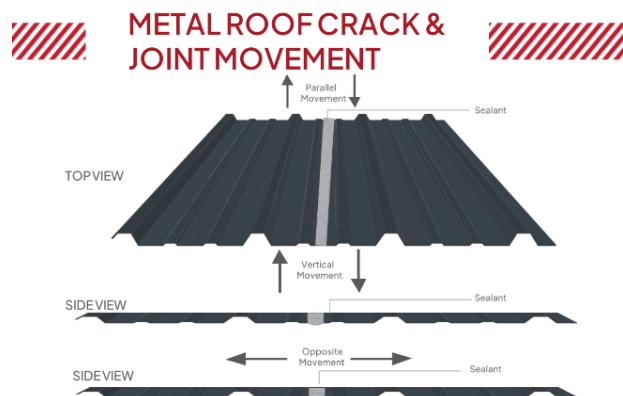 METAL ROOF CRACK &
JOINT MOVEMENT
Parallel
Movement
Sealant
TOP VIEW
Vertical
Movement
Sealant
SIDE VIEW
Opposite
Movement
Sealant
SIDE VIEW